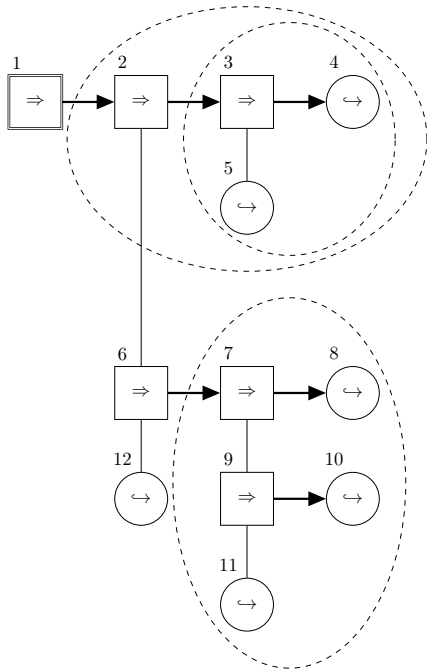 1 2 3 4
⇒ ⇒ ⇒ ↪
5
↪
6 7 8
⇒ ⇒ ↪
12 9 10
↪ ⇒ ↪
11
↪